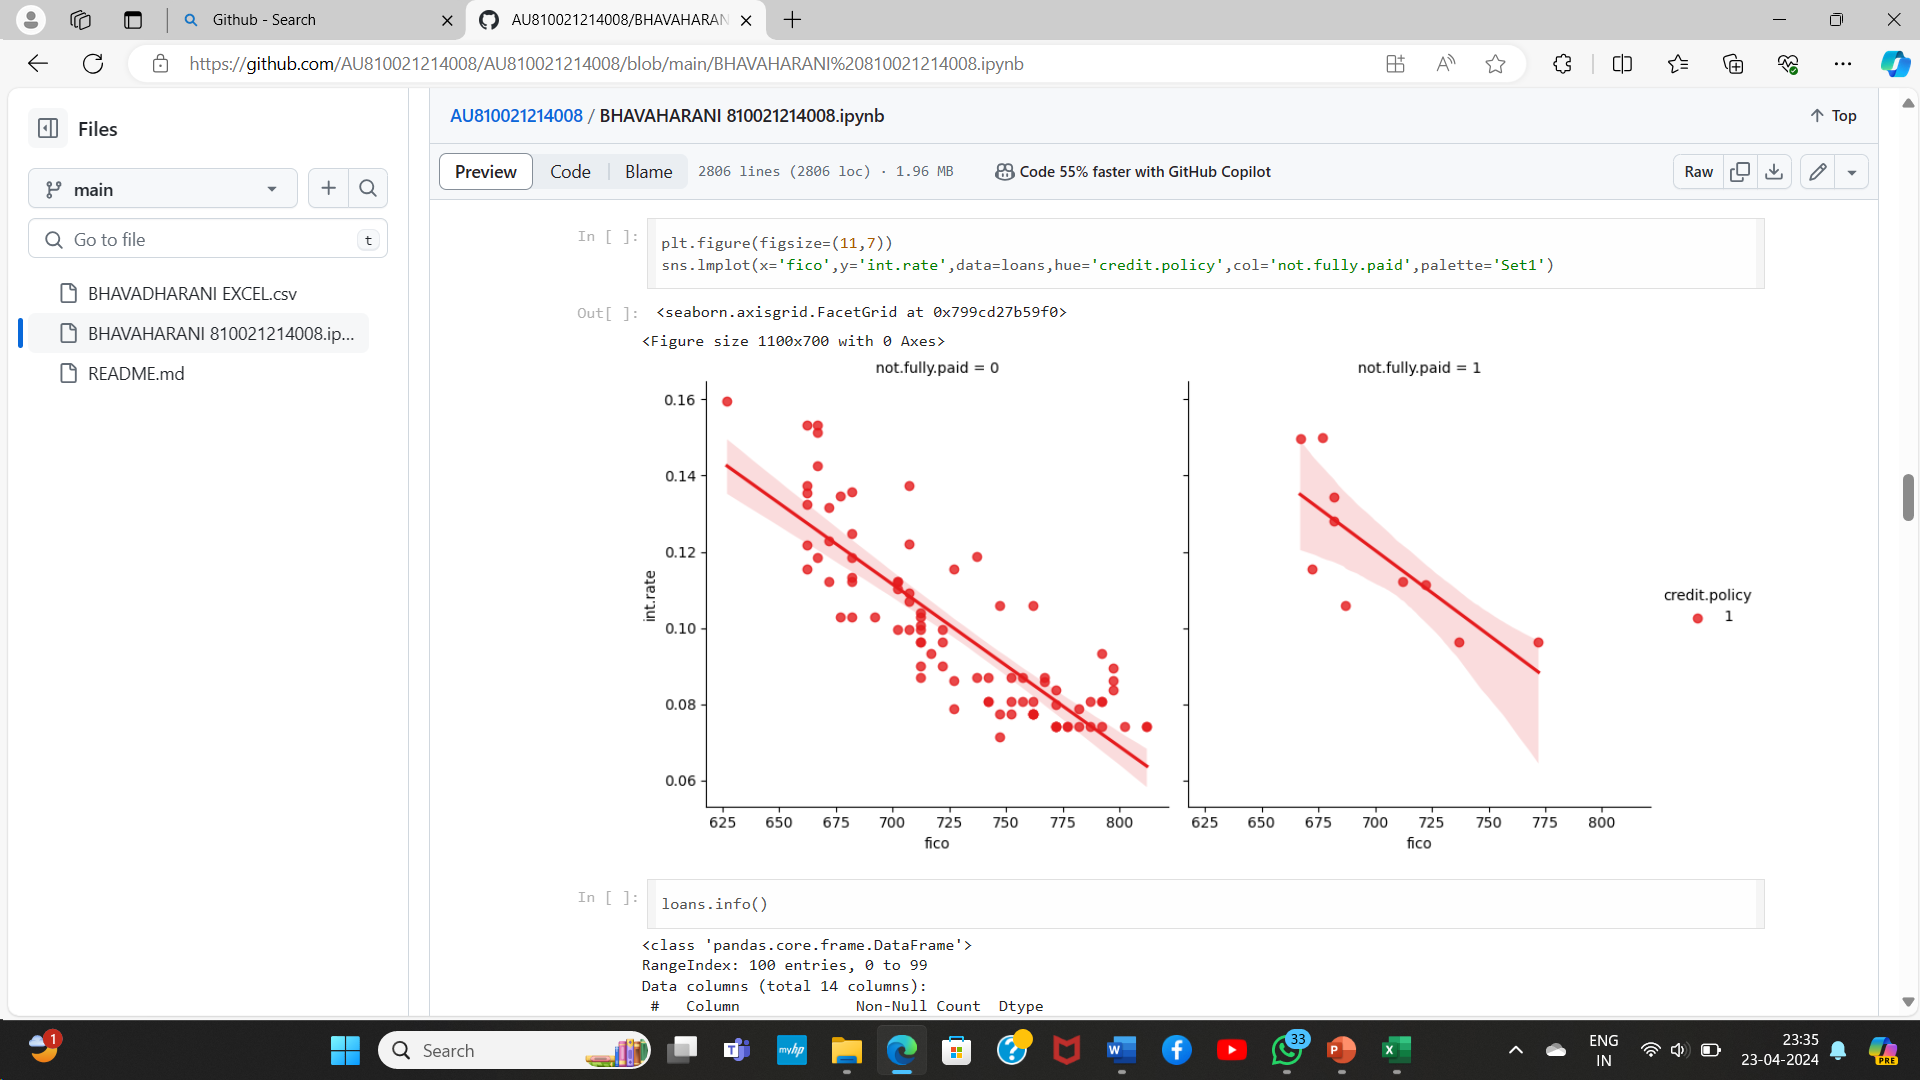 Github - Search
AU810021214008/BHAVAHARAN
https://github.com/AU810021214008/AU810021214008/blob/main/BHAVAHARANI%20810021214008.ipynb
Files
main
Go to file
t
BHAVADHARANI EXCEL.csv
BHAVAHARANI 810021214008.ip...
README.md
AU810021214008 / BHAVAHARANI 810021214008.ipynb
Top
Preview
Code
Blame
2806 lines (2806 loc) · 1.96 MB
Code 55% faster with GitHub Copilot
Raw
In [ ]:
plt.figure(figsize=(11,7))
sns.lmplot(x='fico',y='int.rate',data=loans,hue='credit.policy',col='not.fully.paid',palette='Set1')
Out[ ]:
<seaborn.axisgrid.FacetGrid at 0x799cd27b59f0>
<Figure size 1100x700 with 0 Axes>
not.fully.paid = 0
not.fully.paid = 1
0.16
0.14
0.12
0.10
0.08
0.06
int.rate
625 650 675 700 725 750 775 800
fico
625 650 675 700 725 750 775 800
fico
credit.policy
1
In [ ]:
loans.info()
<class 'pandas.core.frame.DataFrame'>
RangeIndex: 100 entries, 0 to 99
Data columns (total 14 columns):
# Column Non-Null Count Dtype
1
Search
myhp
33
ENG
IN
23:35
23-04-2024
PRE